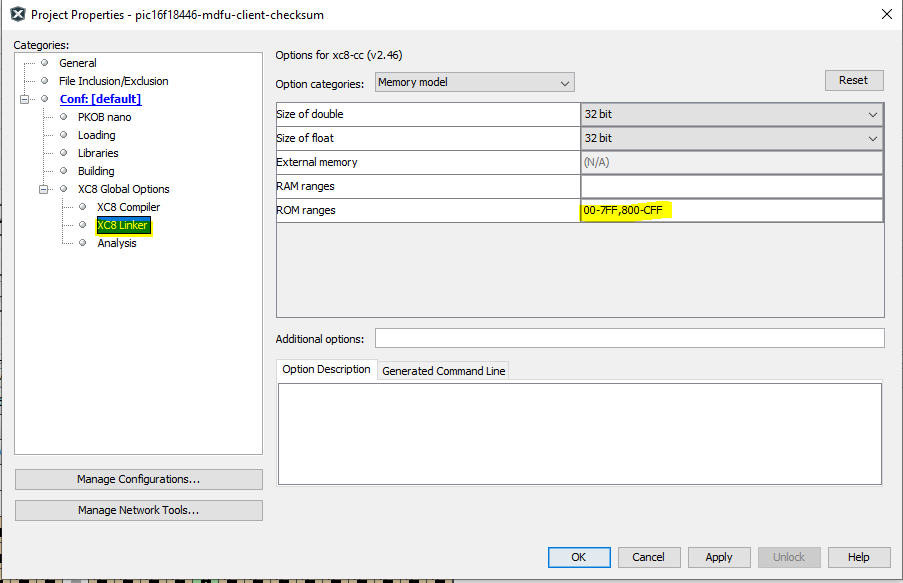 Project Properties - pic16f18446-mdfu-client-checksum
Categories:
General
File Inclusion/Exclusion
Conf: [default]
PKOB nano
Loading
Libraries
Building
XC8 Global Options
XC8 Compiler
XC8 Linker
Analysis
Manage Configurations...
Manage Network Tools...
Options for xc8-cc (v2.46)
Option categories: Memory model Reset
Size of double 32 bit
Size of float 32 bit
External memory (N/A)
RAM ranges
ROM ranges 00-7FF,800-CFF
Additional options:
Option Description Generated Command Line
OK Cancel Apply Unlock Help